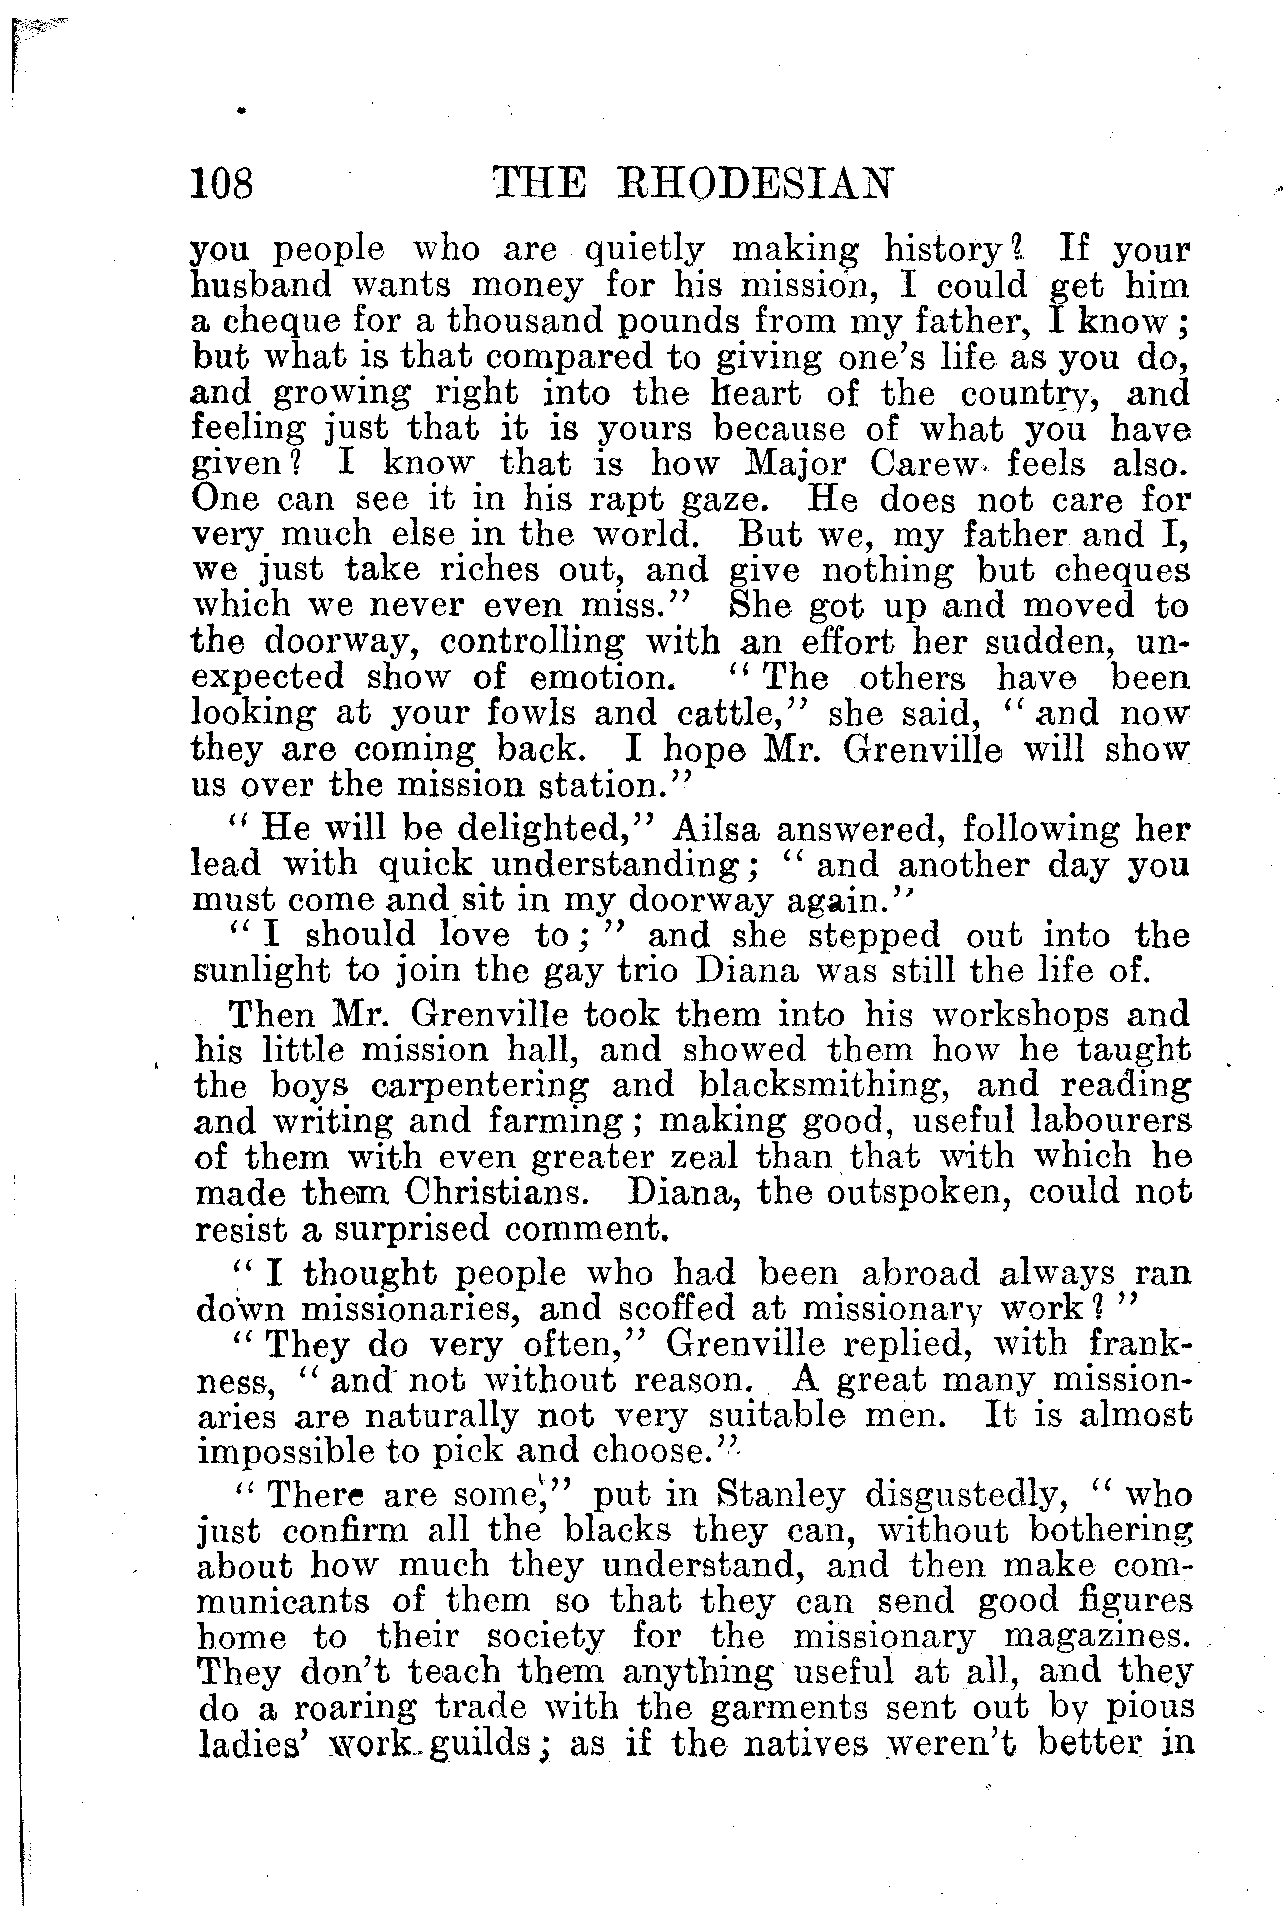 108 THE RHODESIAN
you people who are quietly making history? If your
husband wants money for his mission, I could get him
a cheque for a thousand pounds from my father, I know;
but what is that compared to giving one's life as you do,
and growing right into the heart of the country, and
feeling just that it is yours because of what you have
given? I know that is how Major Carew feels also.
One can see it in his rapt gaze. He does not care for
very much else in the world. But we, my father and I,
we just take riches out, and give nothing but cheques
which we never even miss." She got up and moved to
the doorway, controlling with an effort her sudden, un-
expected show of emotion. "The others have been
looking at your fowls and cattle," she said, "and now
they are coming back. I hope Mr. Grenville will show
us over the mission station."
"He will be delighted," Ailsa answered, following her
lead with quick understanding; "and another day you
must come and sit in my doorway again."
"I should love to;" and she stepped out into the
sunlight to join the gay trio Diana was still the life of.
Then Mr. Grenville took them into his workshops and
his little mission hall, and showed them how he taught
the boys carpentering and blacksmithing, and reading
and writing and farming; making good, useful labourers
of them with even greater zeal than that with which he
made them Christians. Diana, the outspoken, could not
resist a surprised comment.
"I thought people who had been abroad always ran
down missionaries, and scoffed at missionary work?"
"They do very often," Grenville replied, with frank-
ness, "and not without reason. A great many mission-
aries are naturally not very suitable men. It is almost
impossible to pick and choose."
"There are some," put in Stanley disgustedly, "who
just confirm all the blacks they can, without bothering
about how much they understand, and then make com-
municants of them so that they can send good figures
home to their society for the missionary magazines.
They don't teach them anything useful at all, and they
do a roaring trade with the garments sent out by pious
ladies' work-guilds; as if the natives weren't better in